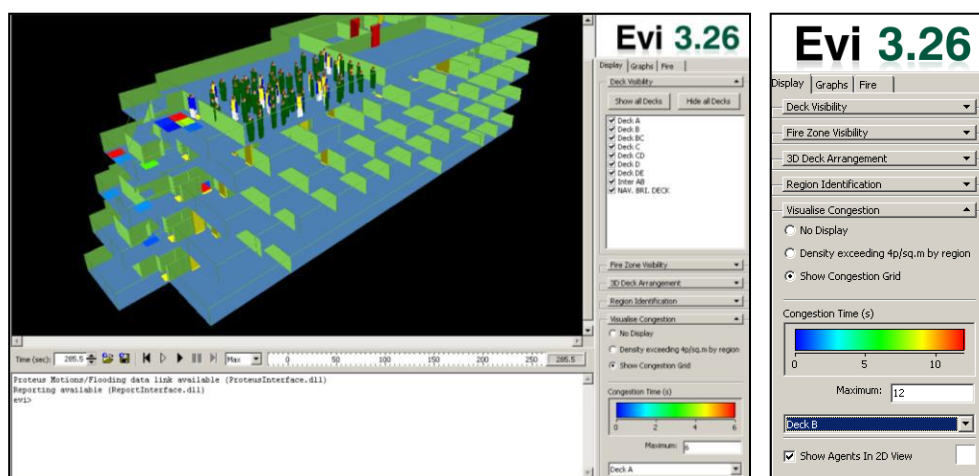 Evi 3.26
Display Graphs Fire
Deck Visibility
Show all Decks Hide all Decks
Deck A
Deck B
Deck BC
Deck C
Deck CD
Deck D
Deck DE
Inter AB
NAV. BRI. DECK
Fire Zone Visibility
3D Deck Arrangement
Region Identification
Visualise Congestion
No Display
Density exceeding 4p/sq.m by region
Show Congestion Grid
Congestion Time (s)
0 2 4 6
Maximum: 6
Deck A
Time (sec): 285.5 Max 0 50 100 150 200 250 285.5
Proteus Motions/Flooding data link available (ProteusInterface.dll)
Reporting available (ReportInterface.dll)
evi>
Evi 3.26
Display Graphs Fire
Deck Visibility
Fire Zone Visibility
3D Deck Arrangement
Region Identification
Visualise Congestion
No Display
Density exceeding 4p/sq.m by region
Show Congestion Grid
Congestion Time (s)
0 5 10
Maximum: 12
Deck B
Show Agents In 2D View